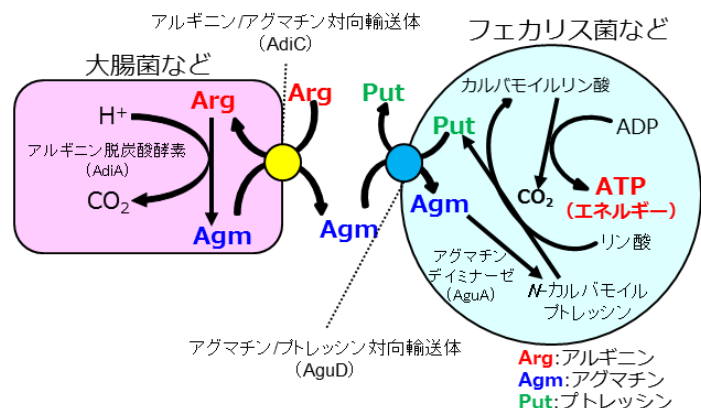 アルギニン/アグマチン対向輸送体
(AdiC)
フェカリス菌など
大腸菌など
カルバモイルリン酸
Arg
Arg
Put
Put
H+
ADP
アルギニン脱炭酸酵素
(AdiA)
CO2
ATP
(エネルギー)
CO2
Agm
Agm
Agm
リン酸
アグマチン
デイミナーゼ
(AguA)
N-カルバモイル
プトレッシン
アグマチン/プトレッシン対向輸送体
(AguD)
Arg:アルギニン
Agm:アグマチン
Put:プトレッシン